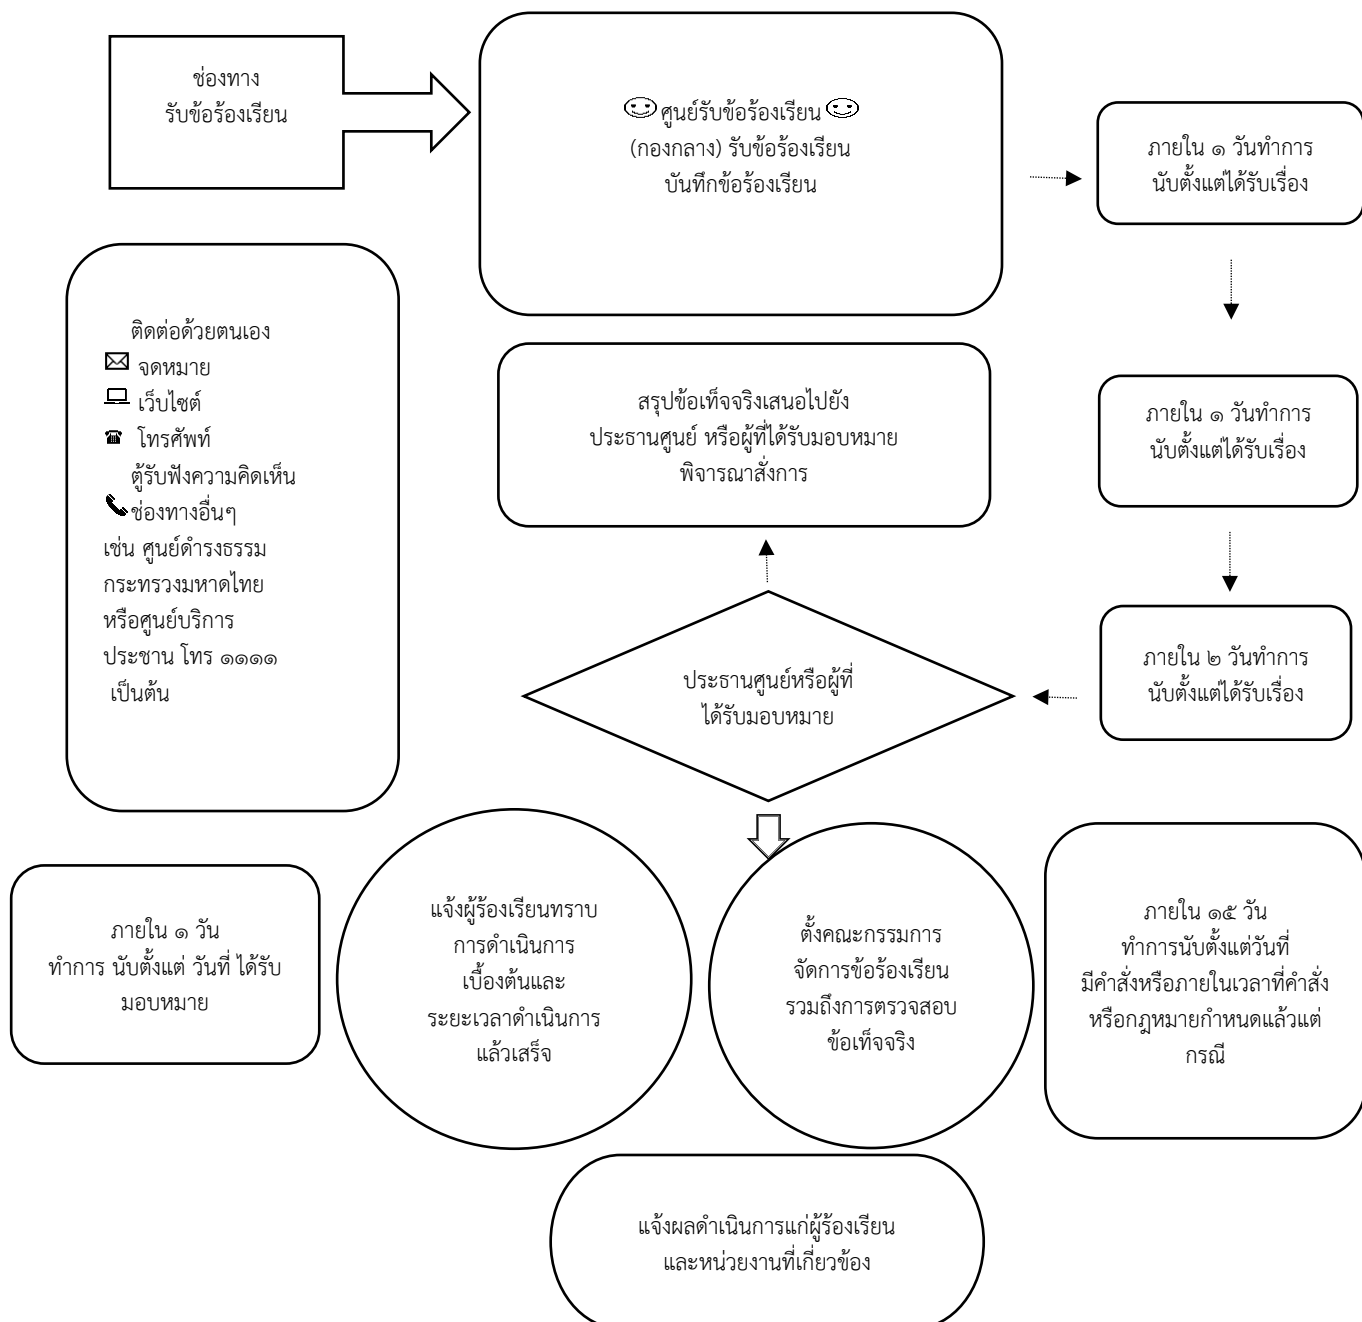 ช่องทาง
รับข้อร้องเรียน
ศูนย์รับข้อร้องเรียน
(กองกลาง) รับข้อร้องเรียน
บันทึกข้อร้องเรียน
ภายใน ๑ วันทำการ
นับตั้งแต่ได้รับเรื่อง
ติดต่อด้วยตนเอง
จดหมาย
เว็บไซต์
โทรศัพท์
ตู้รับฟังความคิดเห็น
ช่องทางอื่นๆ
เช่น ศูนย์ดำรงธรรม
กระทรวงมหาดไทย
หรือศูนย์บริการ
ประชาน โทร ๑๑๑๑
เป็นต้น
สรุปข้อเท็จจริงเสนอไปยัง
ประธานศูนย์ หรือผู้ที่ได้รับมอบหมาย
พิจารณาสั่งการ
ภายใน ๑ วันทำการ
นับตั้งแต่ได้รับเรื่อง
ประธานศูนย์หรือผู้ที่
ได้รับมอบหมาย
ภายใน ๒ วันทำการ
นับตั้งแต่ได้รับเรื่อง
ภายใน ๑ วัน
ทำการ นับตั้งแต่ วันที่ ได้รับ
มอบหมาย
แจ้งผู้ร้องเรียนทราบ
การดำเนินการ
เบื้องต้นและ
ระยะเวลาดำเนินการ
แล้วเสร็จ
ตั้งคณะกรรมการ
จัดการข้อร้องเรียน
รวมถึงการตรวจสอบ
ข้อเท็จจริง
ภายใน ๑๕ วัน
ทำการนับตั้งแต่วันที่
มีคำสั่งหรือภายในเวลาที่คำสั่ง
หรือกฎหมายกำหนดแล้วแต่
กรณี
แจ้งผลดำเนินการแก่ผู้ร้องเรียน
และหน่วยงานที่เกี่ยวข้อง